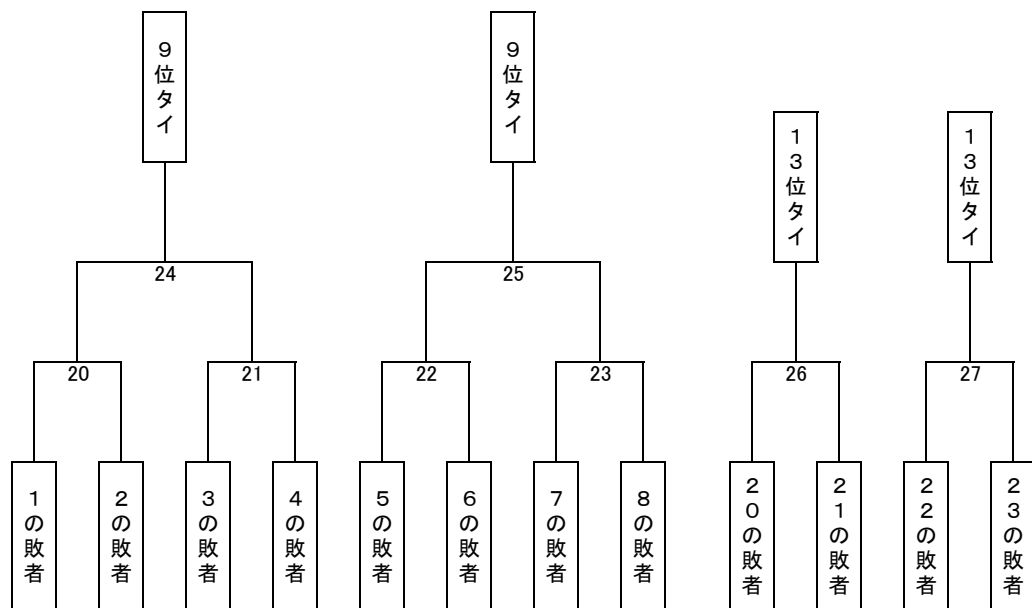 ９位タイ
９位タイ
１３位タイ
１３位タイ
24
25
20
21
22
23
26
27
１の敗者
２の敗者
３の敗者
４の敗者
５の敗者
６の敗者
７の敗者
８の敗者
２０の敗者
２１の敗者
２２の敗者
２３の敗者